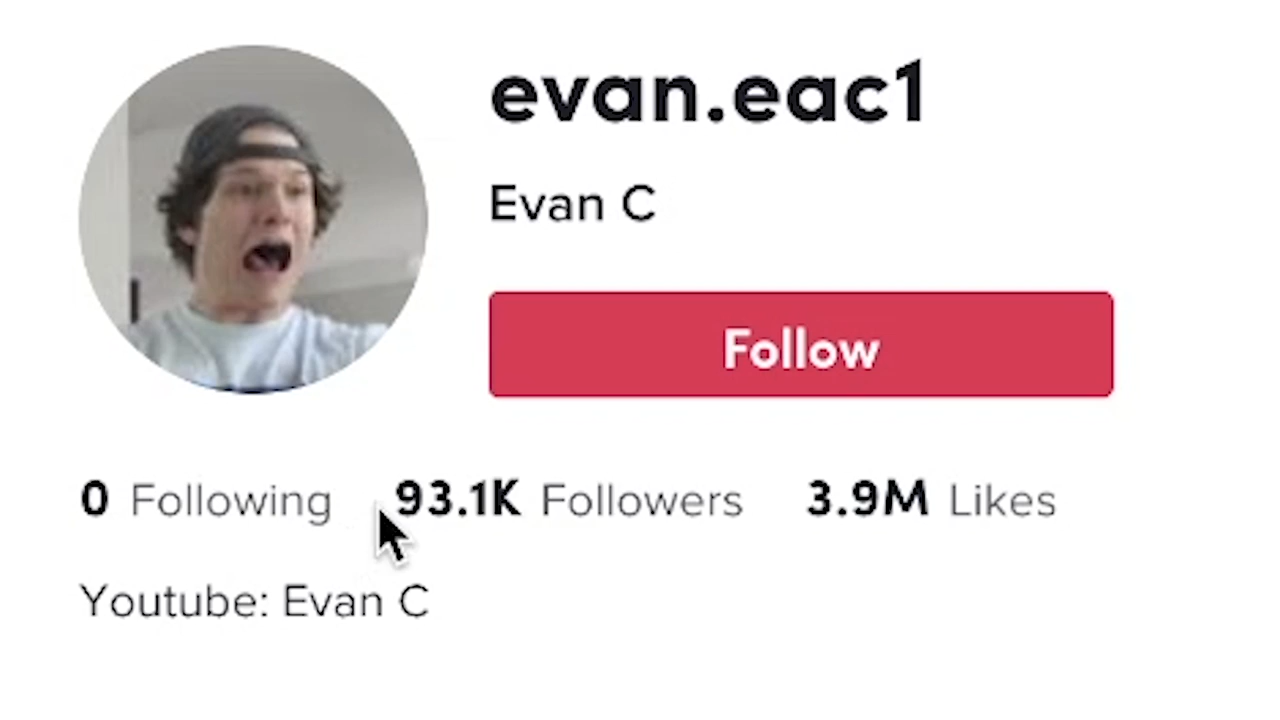 evan.eac1
Evan C
Follow
0 Following 93.1K Followers 3.9M Likes
Youtube: Evan C